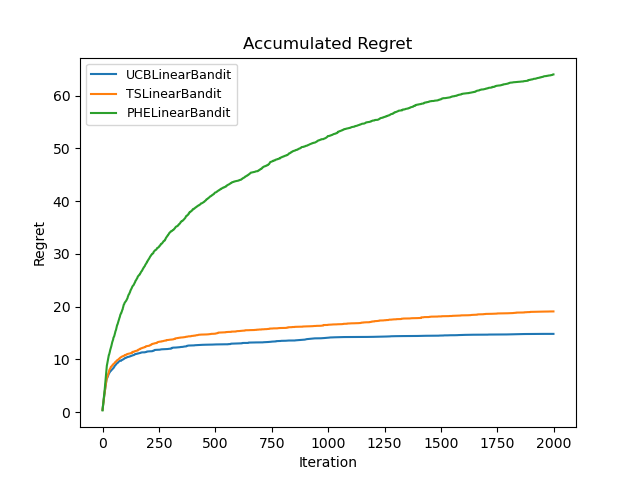 Accumulated Regret
UCBLinearBandit
TSLinearBandit
PHELinearBandit
Regret
60
50
40
30
20
10
0
0 250 500 750 1000 1250 1500 1750 2000
Iteration